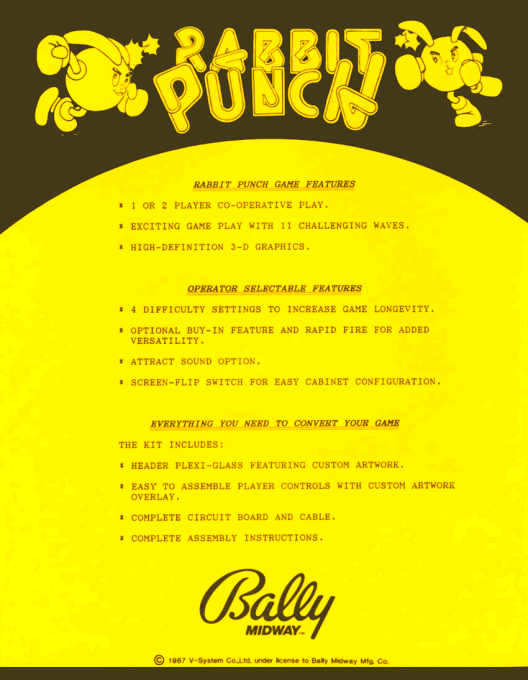 RABBIT
PUNCH
RABBIT PUNCH GAME FEATURES
* 1 OR 2 PLAYER CO-OPERATIVE PLAY.
* EXCITING GAME PLAY WITH 11 CHALLENGING WAVES.
* HIGH-DEFINITION 3-D GRAPHICS.
OPERATOR SELECTABLE FEATURES
* 4 DIFFICULTY SETTINGS TO INCREASE GAME LONGEVITY.
* OPTIONAL BUY-IN FEATURE AND RAPID FIRE FOR ADDED
VERSATILITY.
* ATTRACT SOUND OPTION.
* SCREEN-FLIP SWITCH FOR EASY CABINET CONFIGURATION.
EVERYTHING YOU NEED TO CONVERT YOUR GAME
THE KIT INCLUDES:
* HEADER PLEXI-GLASS FEATURING CUSTOM ARTWORK.
* EASY TO ASSEMBLE PLAYER CONTROLS WITH CUSTOM ARTWORK
OVERLAY.
* COMPLETE CIRCUIT BOARD AND CABLE.
* COMPLETE ASSEMBLY INSTRUCTIONS.
Bally
MIDWAY™
© 1987 V-System Co.,Ltd. under license to Bally Midway Mfg. Co.